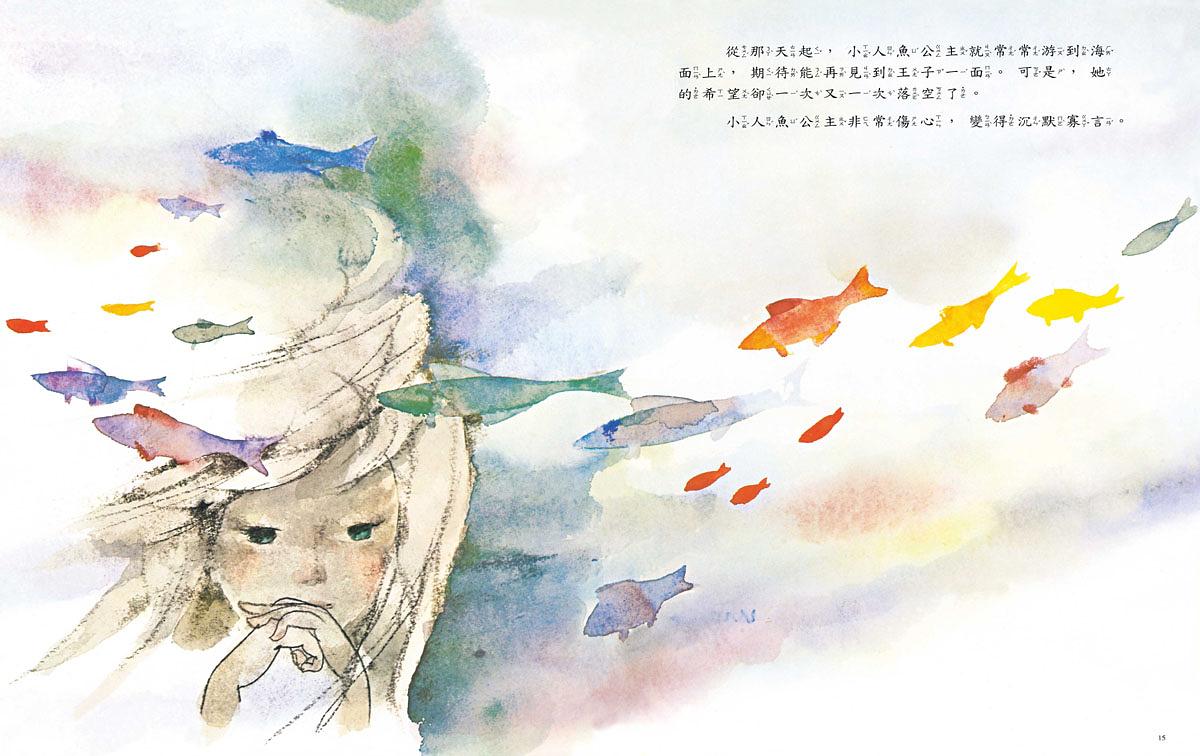 從那天起，小人魚公主就常常游到海
面上，期待能再見到王子一面。可是，她
的希望卻一次又一次落空了。
小人魚公主非常傷心，變得沉默寡言。
15